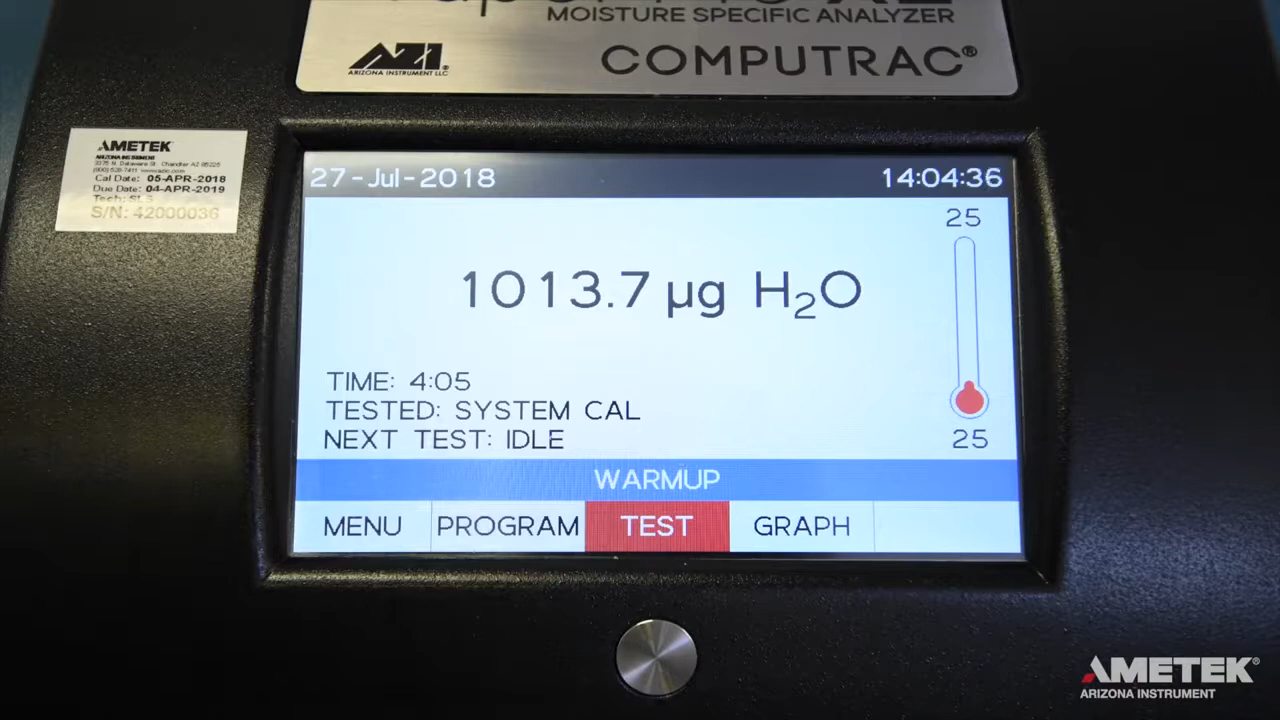 MOISTURE SPECIFIC ANALYZER
AZI®
ARIZONA INSTRUMENT LLC
COMPUTRAC®
AMETEK
ARIZONA INSTRUMENT
3375 N. Delaware St. Chandler AZ 85225
(800) 528-7411 www.azic.com
Cal Date: 05-APR-2018
Due Date: 04-APR-2019
Tech:
S/N: 42000036
27-Jul-2018 14:04:36
25
1013.7 µg H₂O
TIME: 4:05
TESTED: SYSTEM CAL
NEXT TEST: IDLE
25
WARMUP
MENU PROGRAM TEST GRAPH
AMETEK®
ARIZONA INSTRUMENT